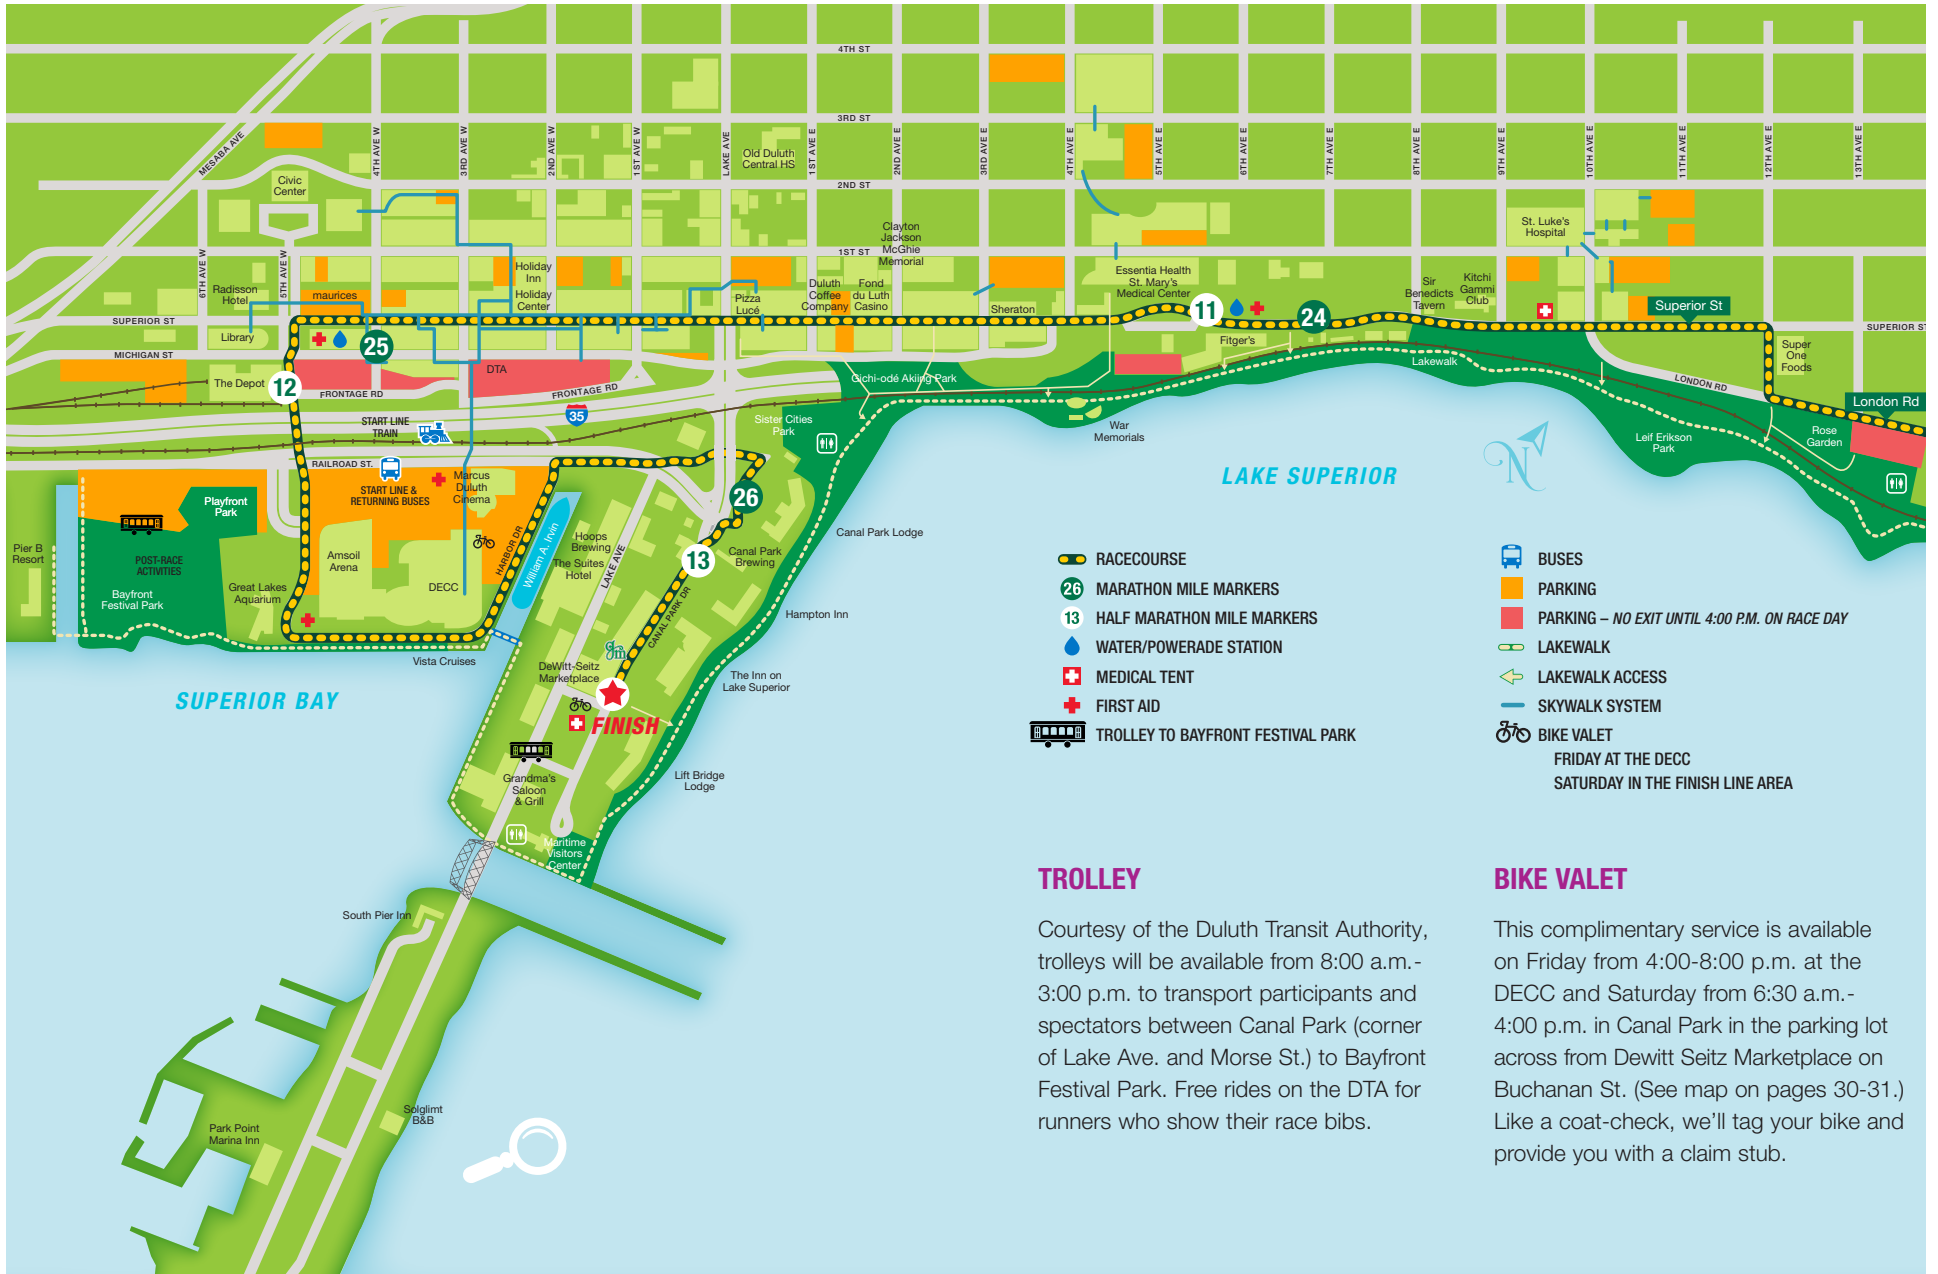 4TH ST
3RD ST
2ND ST
1ST ST
MESABA AVE
4TH AVE W
3RD AVE W
2ND AVE W
1ST AVE W
LAKE AVE
1ST AVE E
2ND AVE E
3RD AVE E
4TH AVE E
5TH AVE E
6TH AVE E
7TH AVE E
8TH AVE E
9TH AVE E
10TH AVE E
11TH AVE E
12TH AVE E
13TH AVE E
6TH AVE W
5TH AVE W
Old Duluth
Central HS
Civic
Center
Clayton
Jackson
McGhie
Memorial
St. Luke's
Hospital
Radisson
Hotel
maurices
Holiday
Inn
Holiday
Center
Pizza
Lucé
Duluth
Coffee
Company
Fond
du Luth
Casino
Sheraton
Essentia Health
St. Mary's
Medical Center
Sir
Benedicts
Tavern
Kitchi
Gammi
Club
Superior St
SUPERIOR ST
SUPERIOR ST
11
24
25
12
Library
MICHIGAN ST
The Depot
FRONTAGE RD
DTA
FRONTAGE RD
35
Fitger's
Lakewalk
Gichi-odé Akiing Park
Super
One
Foods
LONDON RD
London Rd
Rose
Garden
Leif Erikson
Park
START LINE
TRAIN
Sister Cities
Park
War
Memorials
N
LAKE SUPERIOR
RAILROAD ST.
START LINE &
RETURNING BUSES
Marcus
Duluth
Cinema
Playfront
Park
POST-RACE
ACTIVITIES
Pier B
Resort
Bayfront
Festival Park
Great Lakes
Aquarium
Amsoil
Arena
DECC
HARBOR DR
William A. Irvin
Hoops
Brewing
The Suites
Hotel
LAKE AVE
26
13
Canal Park
Brewing
CANAL PARK DR
Canal Park Lodge
Hampton Inn
The Inn on
Lake Superior
Vista Cruises
DeWitt-Seitz
Marketplace
gm
FINISH
SUPERIOR BAY
Grandma's
Saloon
& Grill
Lift Bridge
Lodge
Maritime
Visitors
Center
South Pier Inn
Solglimt
B&B
Park Point
Marina Inn
RACECOURSE
26 MARATHON MILE MARKERS
13 HALF MARATHON MILE MARKERS
WATER/POWERADE STATION
MEDICAL TENT
FIRST AID
TROLLEY TO BAYFRONT FESTIVAL PARK
BUSES
PARKING
PARKING – NO EXIT UNTIL 4:00 P.M. ON RACE DAY
LAKEWALK
LAKEWALK ACCESS
SKYWALK SYSTEM
BIKE VALET
FRIDAY AT THE DECC
SATURDAY IN THE FINISH LINE AREA
TROLLEY
Courtesy of the Duluth Transit Authority,
trolleys will be available from 8:00 a.m.-
3:00 p.m. to transport participants and
spectators between Canal Park (corner
of Lake Ave. and Morse St.) to Bayfront
Festival Park. Free rides on the DTA for
runners who show their race bibs.
BIKE VALET
This complimentary service is available
on Friday from 4:00-8:00 p.m. at the
DECC and Saturday from 6:30 a.m.-
4:00 p.m. in Canal Park in the parking lot
across from Dewitt Seitz Marketplace on
Buchanan St. (See map on pages 30-31.)
Like a coat-check, we'll tag your bike and
provide you with a claim stub.